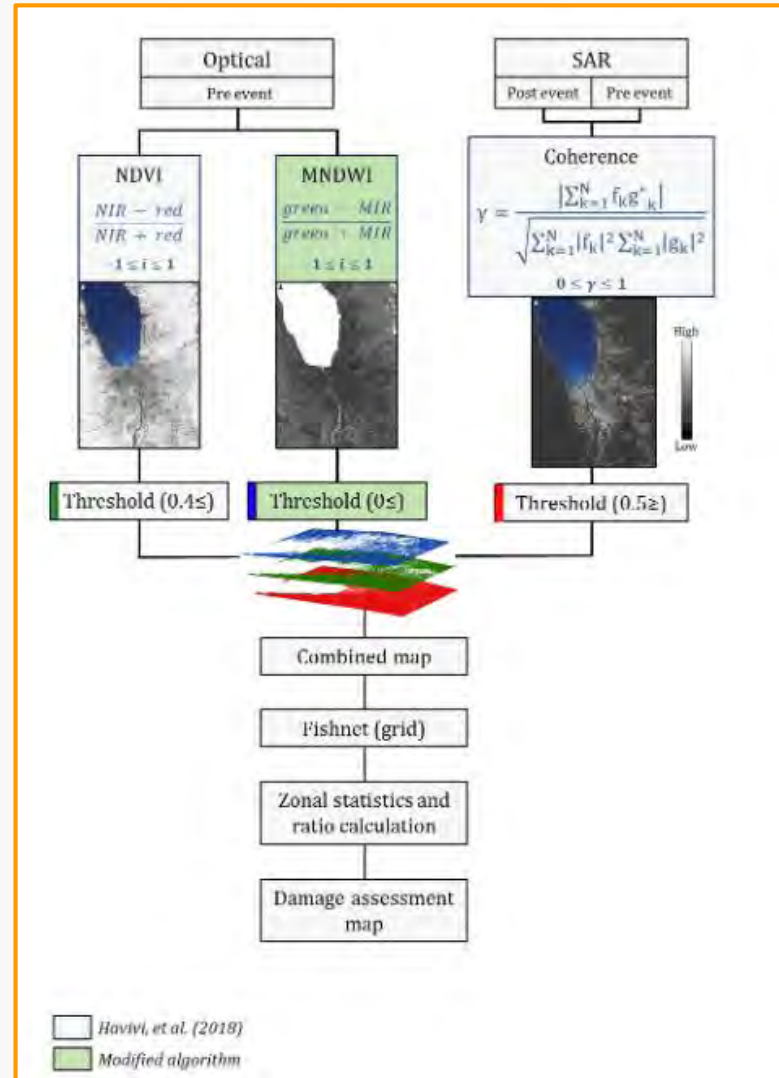 Optical
Pre event
SAR
Post event Pre event
NDVI
NIR − red
NIR + red
-1 ≤ i ≤ 1
MNDWI
green − MIR
green + MIR
1 ≤ i ≤ 1
Coherence
γ = |∑ᴺₖ₌₁ fₖg*ₖ|
√∑ᴺₖ₌₁|fₖ|² ∑ᴺₖ₌₁|gₖ|²
0 ≤ γ ≤ 1
High
Low
Threshold (0.4≤)
Threshold (0≤)
Threshold (0.5≥)
Combined map
Fishnet (grid)
Zonal statistics and
ratio calculation
Damage assessment
map
Havivi, et al. (2018)
Modified algorithm